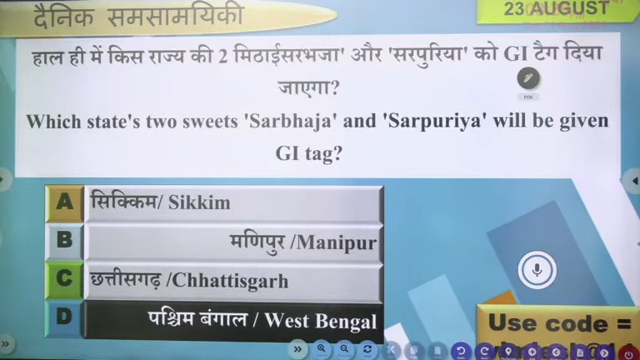 दैनिक समसामयिकी
23 AUGUST
हाल ही में किस राज्य की 2 मिठाईसरभजा' और 'सरपुरिया' को GI टैग दिया
जाएगा?
Which state's two sweets 'Sarbhaja' and 'Sarpuriya' will be given
GI tag?
A सिक्किम/ Sikkim
B मणिपुर /Manipur
C छत्तीसगढ़ /Chhattisgarh
D पश्चिम बंगाल / West Bengal
Use code =